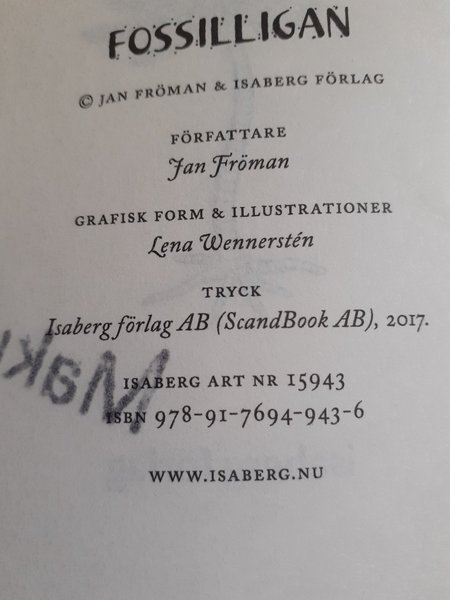 FOSSILLIGAN
© JAN FRÖMAN & ISABERG FÖRLAG
FÖRFATTARE
Jan Fröman
GRAFISK FORM & ILLUSTRATIONER
Lena Wennerstén
TRYCK
Isaberg förlag AB (ScandBook AB), 2017.
ISABERG ART NR 15943
ISBN 978-91-7694-943-6
WWW.ISABERG.NU